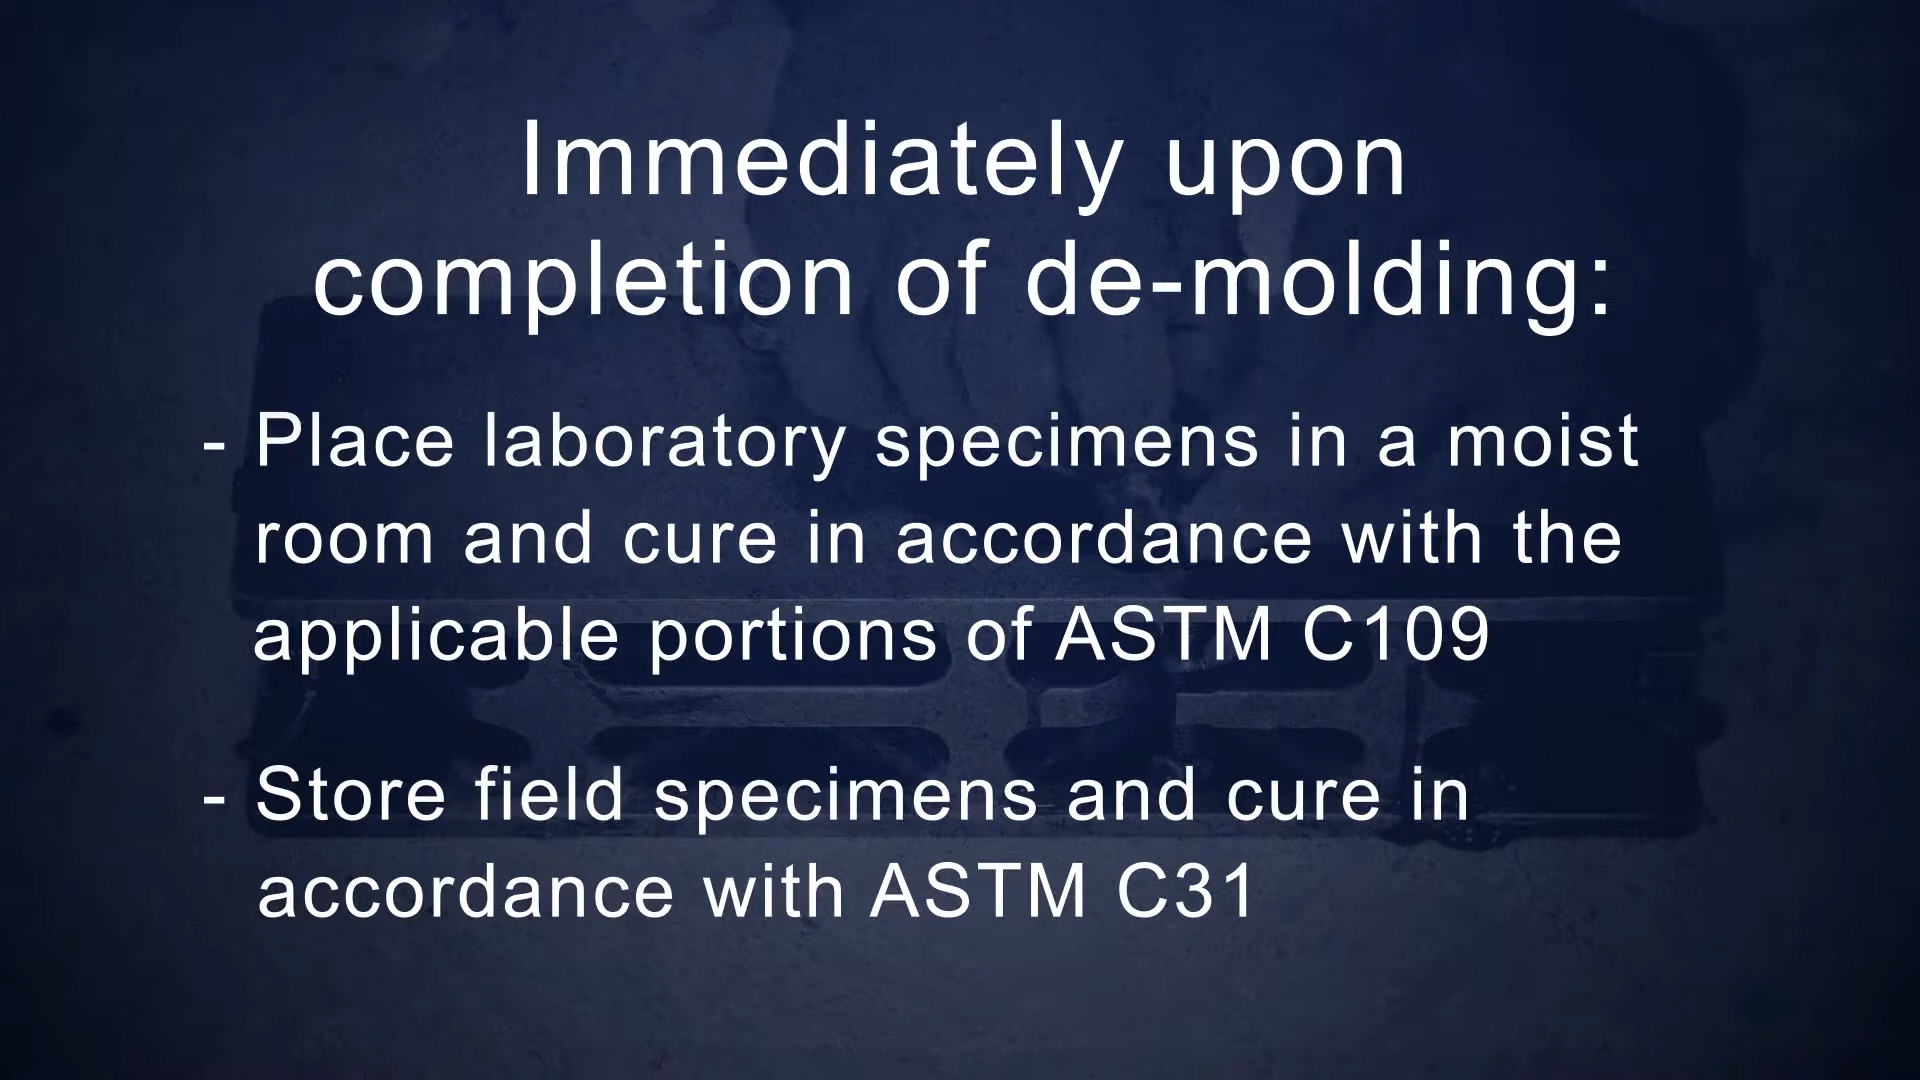 Immediately upon
completion of de-molding:
- Place laboratory specimens in a moist
room and cure in accordance with the
applicable portions of ASTM C109
- Store field specimens and cure in
accordance with ASTM C31